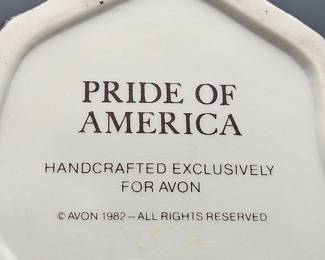 PRIDE OF
AMERICA
HANDCRAFTED EXCLUSIVELY
FOR AVON
© AVON 1982 – ALL RIGHTS RESERVED